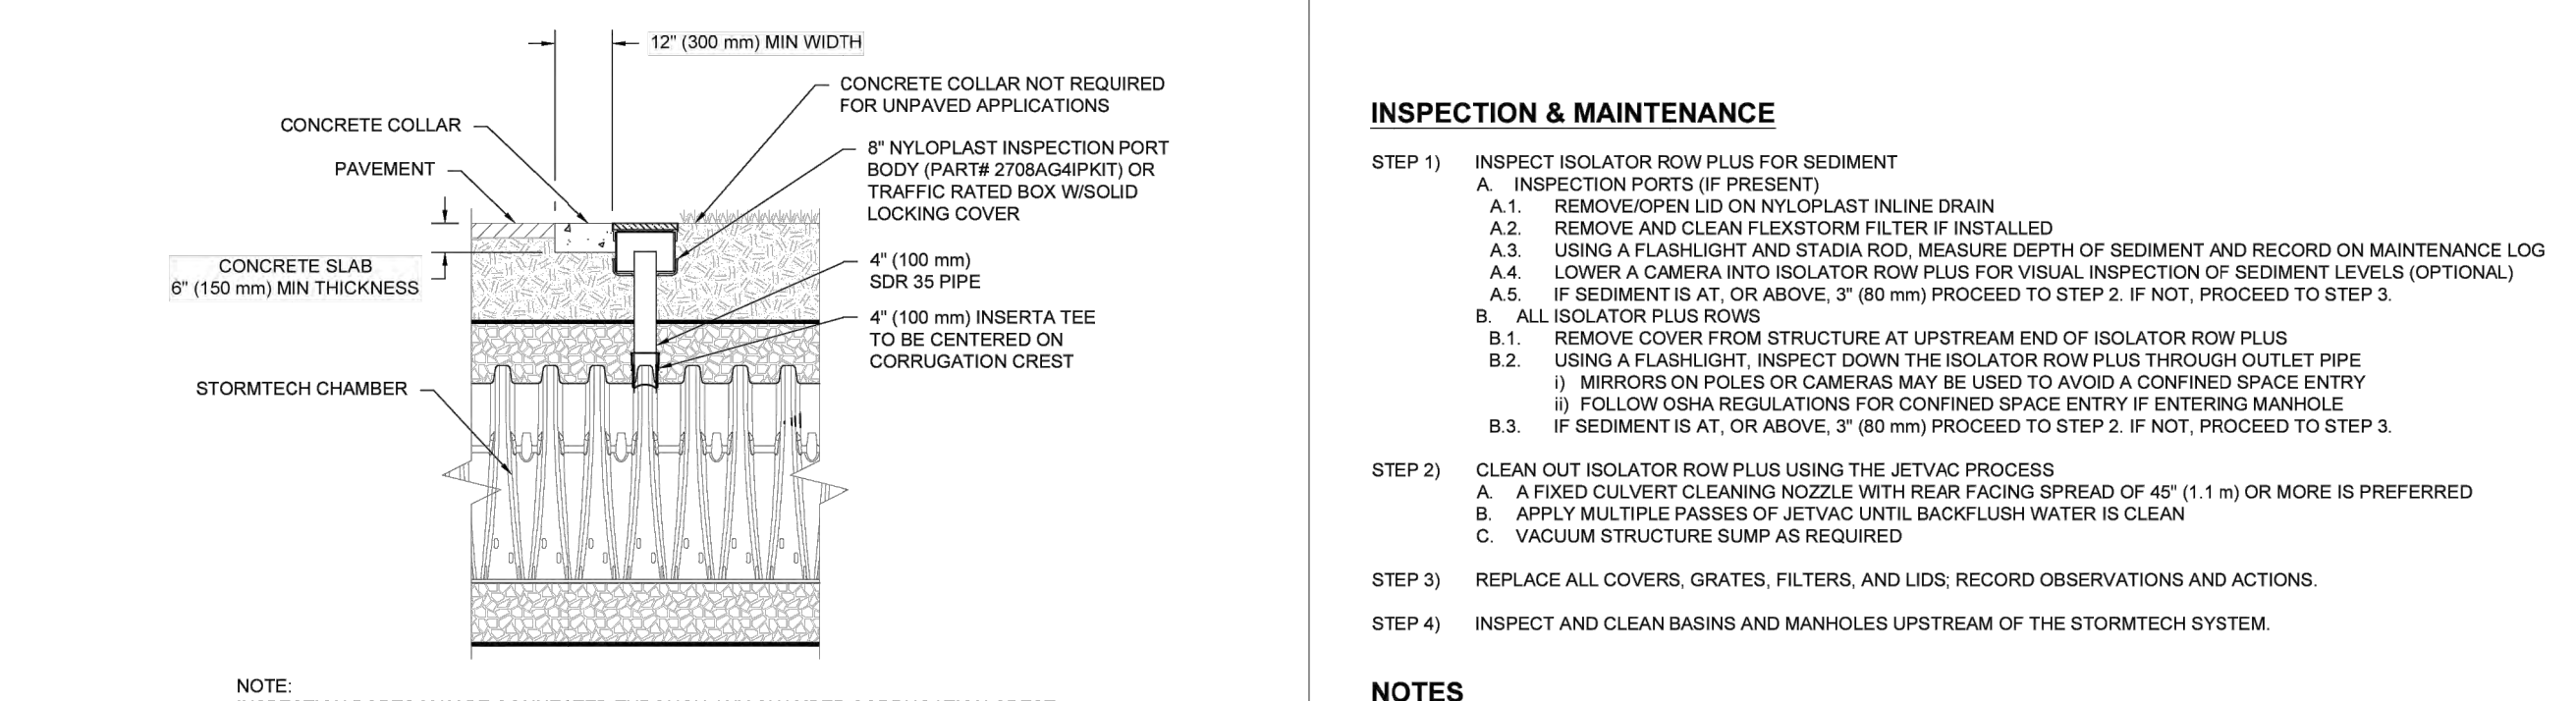 12" (300 mm) MIN WIDTH
CONCRETE COLLAR NOT REQUIRED
FOR UNPAVED APPLICATIONS
CONCRETE COLLAR
PAVEMENT
8" NYLOPLAST INSPECTION PORT
BODY (PART# 2708AG4IPKIT) OR
TRAFFIC RATED BOX W/SOLID
LOCKING COVER
CONCRETE SLAB
6" (150 mm) MIN THICKNESS
4" (100 mm)
SDR 35 PIPE
4" (100 mm) INSERTA TEE
TO BE CENTERED ON
CORRUGATION CREST
STORMTECH CHAMBER
NOTE:
INSPECTION & MAINTENANCE
STEP 1) INSPECT ISOLATOR ROW PLUS FOR SEDIMENT
A. INSPECTION PORTS (IF PRESENT)
A.1. REMOVE/OPEN LID ON NYLOPLAST INLINE DRAIN
A.2. REMOVE AND CLEAN FLEXSTORM FILTER IF INSTALLED
A.3. USING A FLASHLIGHT AND STADIA ROD, MEASURE DEPTH OF SEDIMENT AND RECORD ON MAINTENANCE LOG
A.4. LOWER A CAMERA INTO ISOLATOR ROW PLUS FOR VISUAL INSPECTION OF SEDIMENT LEVELS (OPTIONAL)
A.5. IF SEDIMENT IS AT, OR ABOVE, 3" (80 mm) PROCEED TO STEP 2. IF NOT, PROCEED TO STEP 3.
B. ALL ISOLATOR PLUS ROWS
B.1. REMOVE COVER FROM STRUCTURE AT UPSTREAM END OF ISOLATOR ROW PLUS
B.2. USING A FLASHLIGHT, INSPECT DOWN THE ISOLATOR ROW PLUS THROUGH OUTLET PIPE
i) MIRRORS ON POLES OR CAMERAS MAY BE USED TO AVOID A CONFINED SPACE ENTRY
ii) FOLLOW OSHA REGULATIONS FOR CONFINED SPACE ENTRY IF ENTERING MANHOLE
B.3. IF SEDIMENT IS AT, OR ABOVE, 3" (80 mm) PROCEED TO STEP 2. IF NOT, PROCEED TO STEP 3.
STEP 2) CLEAN OUT ISOLATOR ROW PLUS USING THE JETVAC PROCESS
A. A FIXED CULVERT CLEANING NOZZLE WITH REAR FACING SPREAD OF 45" (1.1 m) OR MORE IS PREFERRED
B. APPLY MULTIPLE PASSES OF JETVAC UNTIL BACKFLUSH WATER IS CLEAN
C. VACUUM STRUCTURE SUMP AS REQUIRED
STEP 3) REPLACE ALL COVERS, GRATES, FILTERS, AND LIDS; RECORD OBSERVATIONS AND ACTIONS.
STEP 4) INSPECT AND CLEAN BASINS AND MANHOLES UPSTREAM OF THE STORMTECH SYSTEM.
NOTES